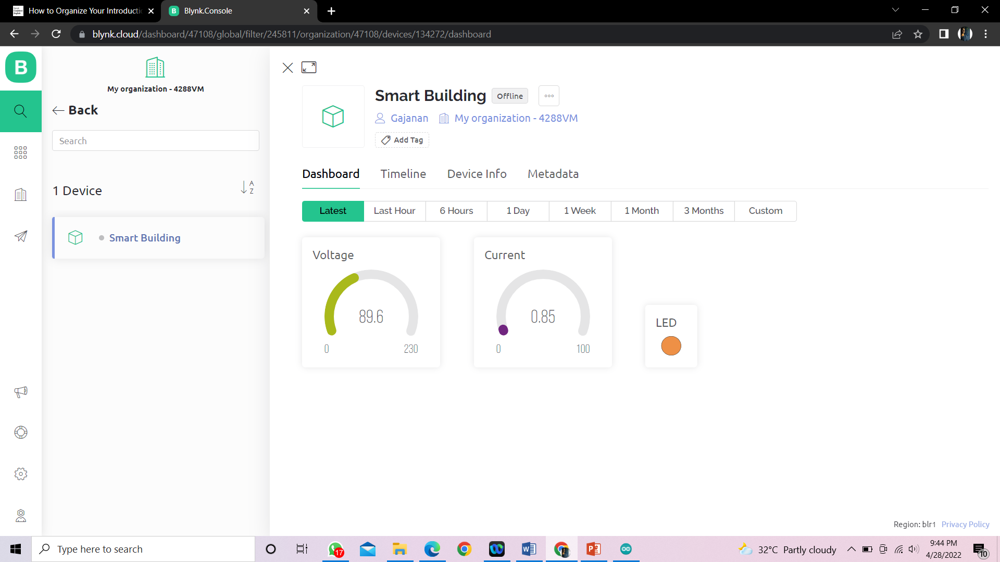 How to Organize Your Introducti
Blynk.Console
blynk.cloud/dashboard/47108/global/filter/245811/organization/47108/devices/134272/dashboard
B
My organization - 4288VM
Back
Search
1 Device
A
Z
Smart Building
Smart Building
Offline
Gajanan
My organization - 4288VM
Add Tag
Dashboard
Timeline
Device Info
Metadata
Latest
Last Hour
6 Hours
1 Day
1 Week
1 Month
3 Months
Custom
Voltage
89.6
0
230
Current
0.85
0
100
LED
Region: blr1
Privacy Policy
Type here to search
17
32°C Partly cloudy
9:44 PM
4/28/2022
10